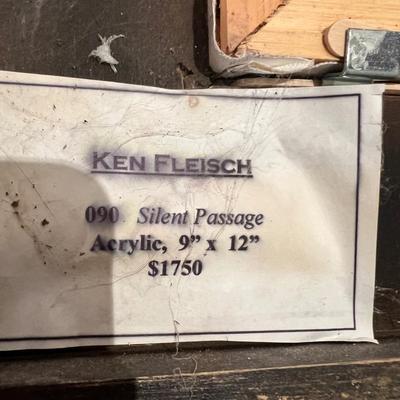 KEN FLEISCH
090 Silent Passage
Acrylic, 9” x 12”
$1750